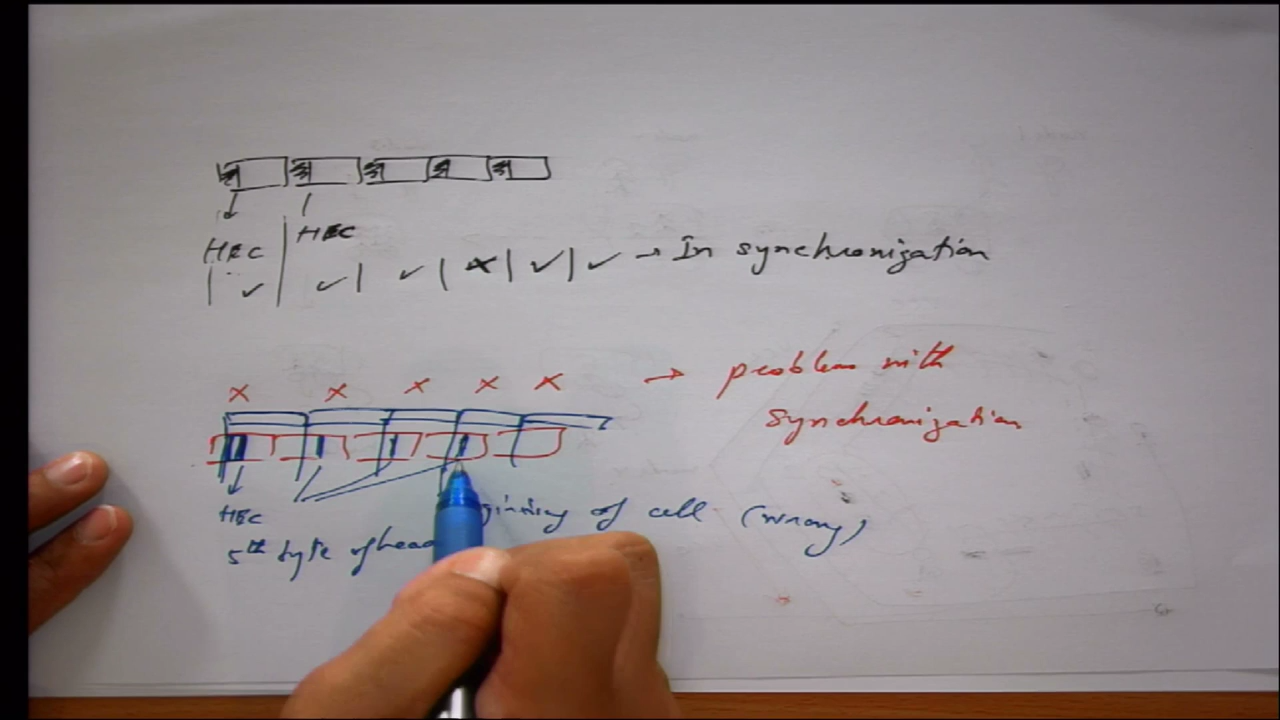 HEC HEC
✓ ✓ ✓ × ✓ ✓ → In synchronization
× × × × × → problem with
synchronization
HEC of cell (wrong)
5th byte of